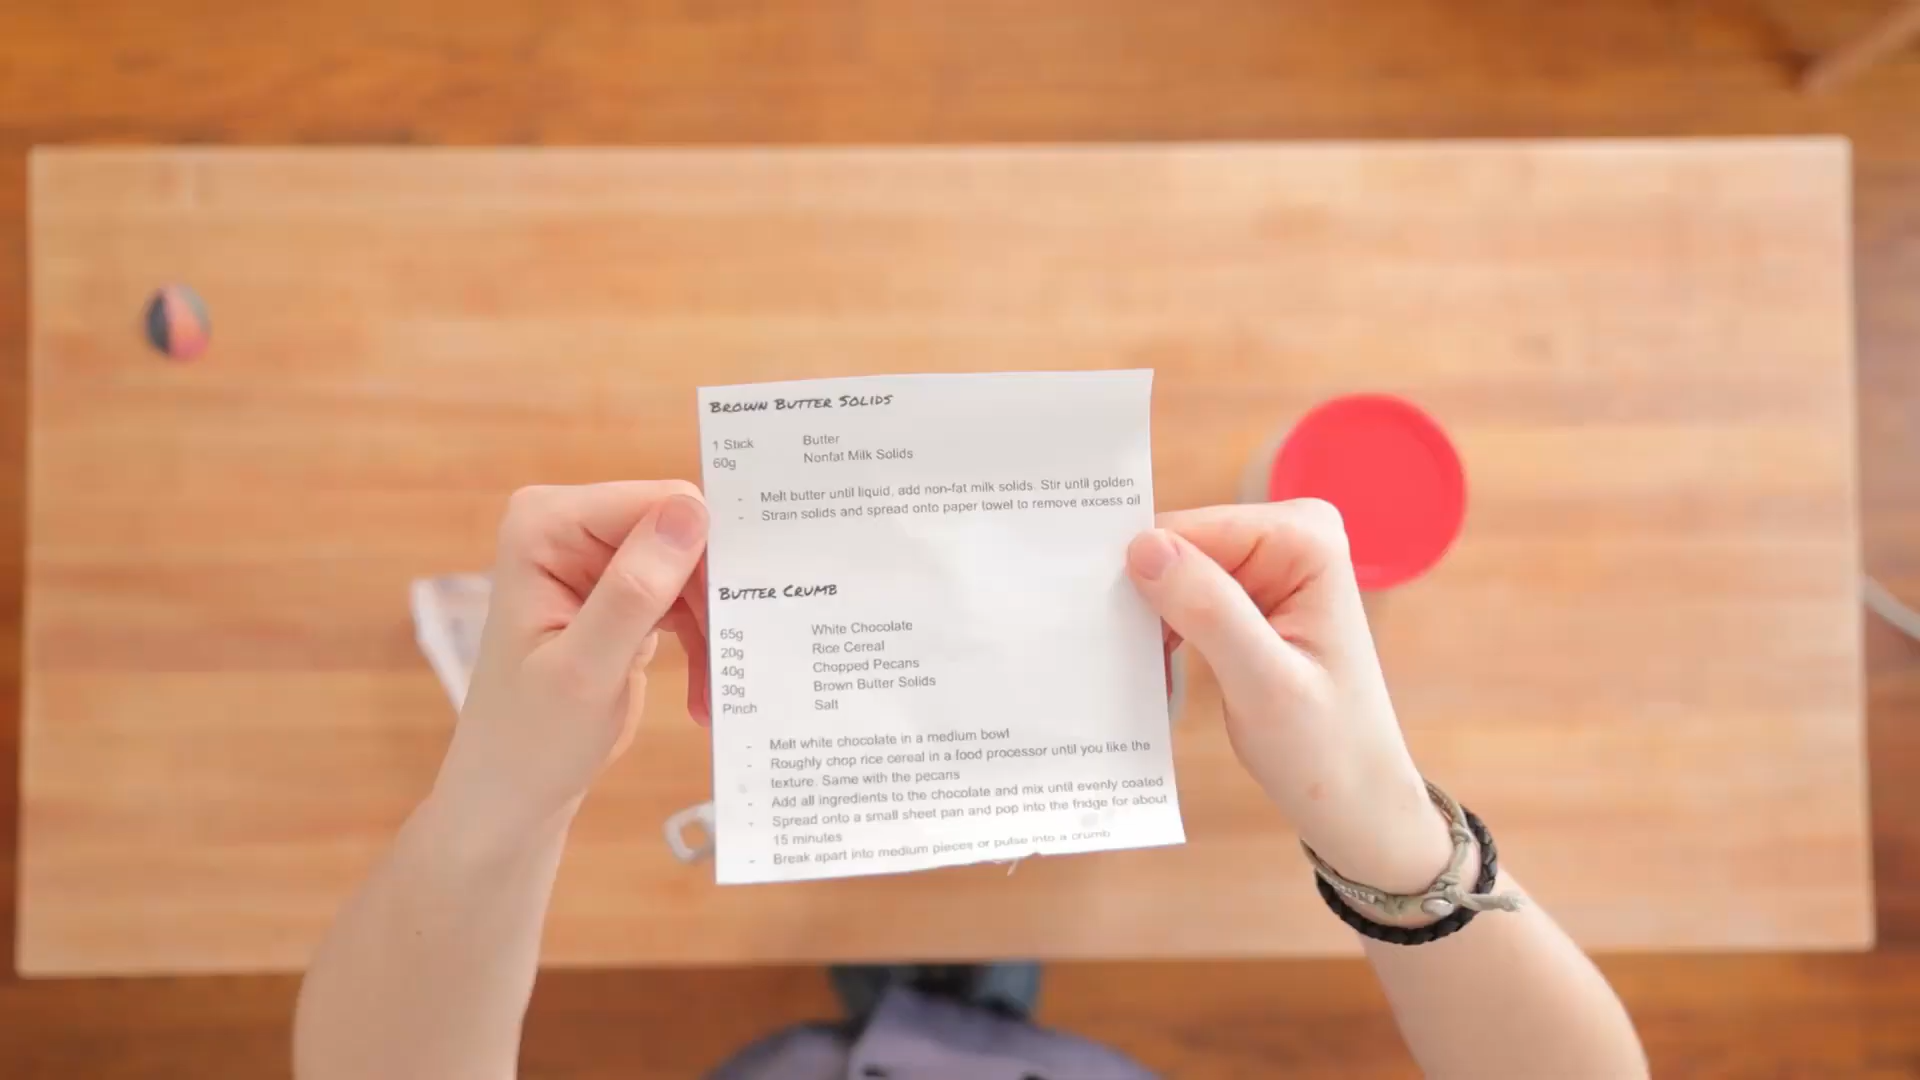 BROWN BUTTER SOLIDS
1 Stick Butter
60g Nonfat Milk Solids
- Melt butter until liquid, add non-fat milk solids. Stir until golden
- Strain solids and spread onto paper towel to remove excess oil
BUTTER CRUMB
65g White Chocolate
20g Rice Cereal
40g Chopped Pecans
30g Brown Butter Solids
Pinch Salt
- Melt white chocolate in a medium bowl
- Roughly chop rice cereal in a food processor until you like the
texture. Same with the pecans
- Add all ingredients to the chocolate and mix until evenly coated
- Spread onto a small sheet pan and pop into the fridge for about
15 minutes
- Break apart into medium pieces or pulse into a crumb